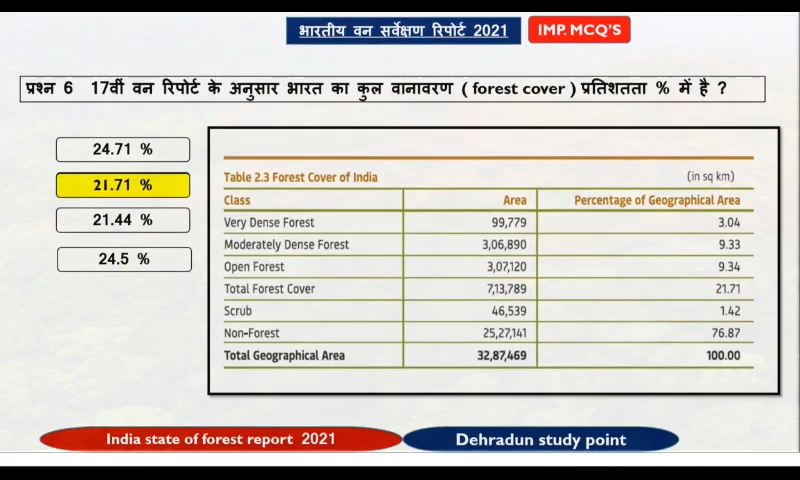 भारतीय वन सर्वेक्षण रिपोर्ट 2021
IMP. MCQ'S
प्रश्न 6 17वीं वन रिपोर्ट के अनुसार भारत का कुल वानावरण ( forest cover ) प्रतिशतता % में है ?
24.71 %
21.71 %
21.44 %
24.5 %
Table 2.3 Forest Cover of India (in sq km)
Class Area Percentage of Geographical Area
Very Dense Forest 99,779 3.04
Moderately Dense Forest 3,06,890 9.33
Open Forest 3,07,120 9.34
Total Forest Cover 7,13,789 21.71
Scrub 46,539 1.42
Non-Forest 25,27,141 76.87
Total Geographical Area 32,87,469 100.00
India state of forest report 2021
Dehradun study point